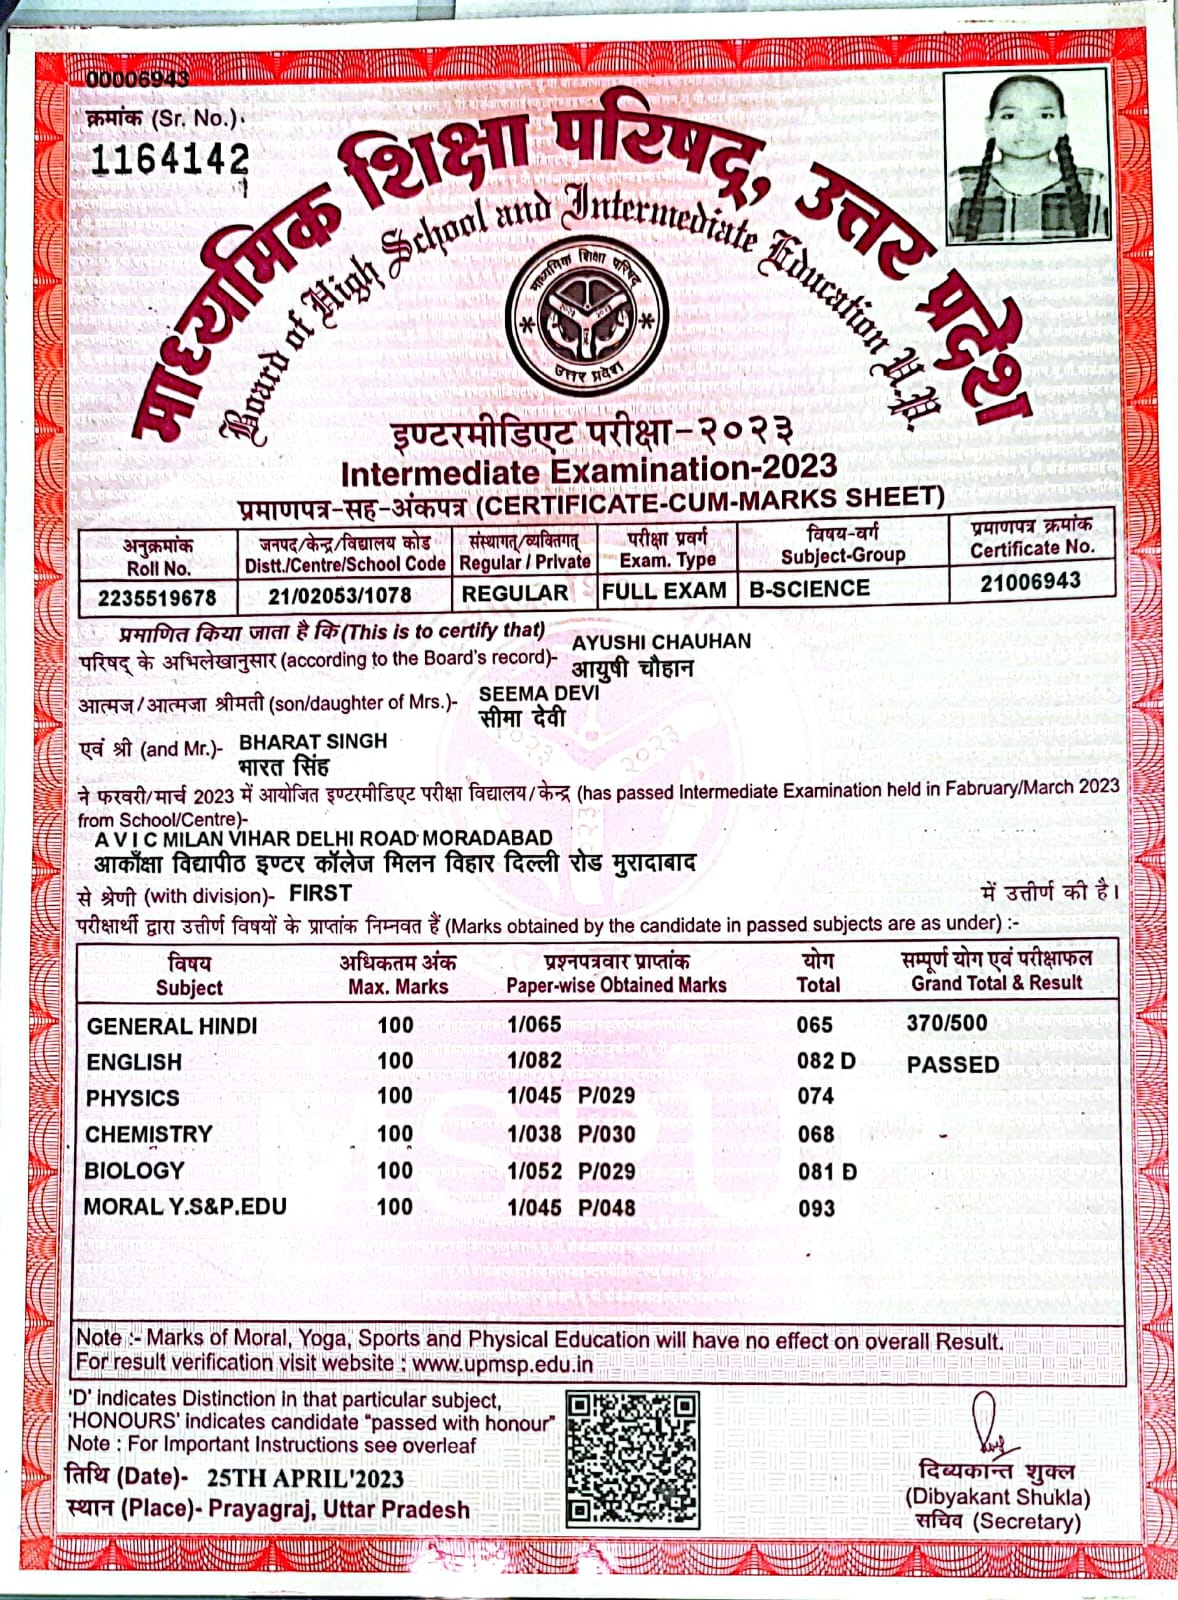 00006943
क्रमांक (Sr. No.).
1164142
माध्यमिक शिक्षा परिषद्, उत्तर प्रदेश
Board of High School and Intermediate Education U.P.
माध्यमिक शिक्षा परिषद
उत्तर प्रदेश
इण्टरमीडिएट परीक्षा-२०२३
Intermediate Examination-2023
प्रमाणपत्र-सह-अंकपत्र (CERTIFICATE-CUM-MARKS SHEET)
अनुक्रमांक जनपद/केन्द्र/विद्यालय कोड संस्थागत/व्यक्तिगत परीक्षा प्रवर्ग विषय-वर्ग प्रमाणपत्र क्रमांक
Roll No. Distt./Centre/School Code Regular / Private Exam. Type Subject-Group Certificate No.
2235519678 21/02053/1078 REGULAR FULL EXAM B-SCIENCE 21006943
प्रमाणित किया जाता है कि (This is to certify that)
परिषद् के अभिलेखानुसार (according to the Board's record)- AYUSHI CHAUHAN
आयुषी चौहान
आत्मज/आत्मजा श्रीमती (son/daughter of Mrs.)- SEEMA DEVI
सीमा देवी
एवं श्री (and Mr.)- BHARAT SINGH
भारत सिंह
ने फरवरी/मार्च 2023 में आयोजित इण्टरमीडिएट परीक्षा विद्यालय/केन्द्र (has passed Intermediate Examination held in Fabruary/March 2023
from School/Centre)-
A V I C MILAN VIHAR DELHI ROAD MORADABAD
आकाँक्षा विद्यापीठ इण्टर कॉलेज मिलन विहार दिल्ली रोड मुरादाबाद
से श्रेणी (with division)- FIRST में उत्तीर्ण की है।
परीक्षार्थी द्वारा उत्तीर्ण विषयों के प्राप्तांक निम्नवत हैं (Marks obtained by the candidate in passed subjects are as under) :-
विषय अधिकतम अंक प्रश्नपत्रवार प्राप्तांक योग सम्पूर्ण योग एवं परीक्षाफल
Subject Max. Marks Paper-wise Obtained Marks Total Grand Total & Result
GENERAL HINDI 100 1/065 065 370/500
ENGLISH 100 1/082 082 D PASSED
PHYSICS 100 1/045 P/029 074
CHEMISTRY 100 1/038 P/030 068
BIOLOGY 100 1/052 P/029 081 D
MORAL Y.S&P.EDU 100 1/045 P/048 093
Note :- Marks of Moral, Yoga, Sports and Physical Education will have no effect on overall Result.
For result verification visit website : www.upmsp.edu.in
'D' indicates Distinction in that particular subject,
'HONOURS' indicates candidate “passed with honour”
Note : For Important Instructions see overleaf
तिथि (Date)- 25TH APRIL'2023
स्थान (Place)- Prayagraj, Uttar Pradesh
दिब्यकान्त शुक्ल
(Dibyakant Shukla)
सचिव (Secretary)